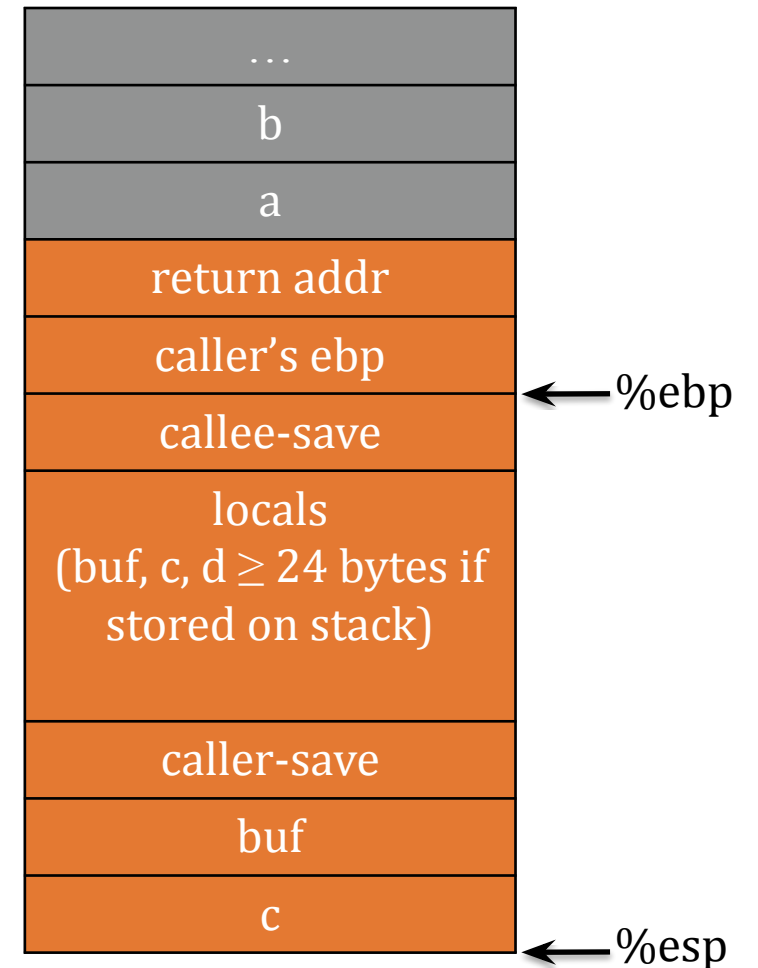 …
b
a
return addr
caller’s ebp
%ebp
callee-save
locals
(buf, c, d ≥ 24 bytes if
stored on stack)
caller-save
buf
c
%esp